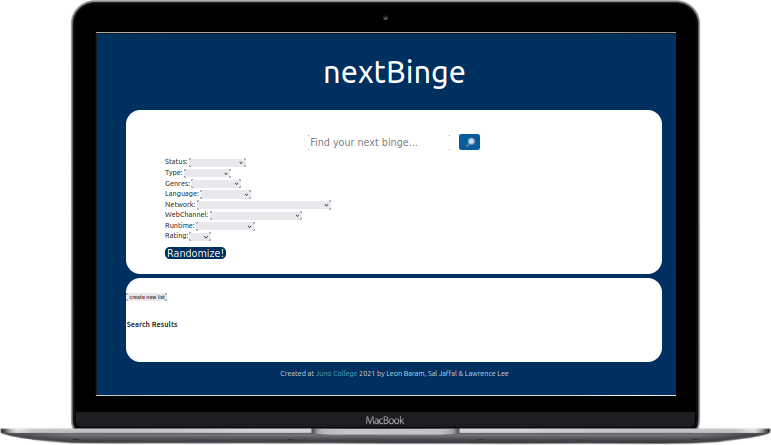 nextBinge
Find your next binge...
Status:
Type:
Genres:
Language:
Network:
WebChannel:
Runtime:
Rating:
Randomize!
create new list
Search Results
Created at Juno College 2021 by Leon Baram, Sal Jaffal & Lawrence Lee
MacBook